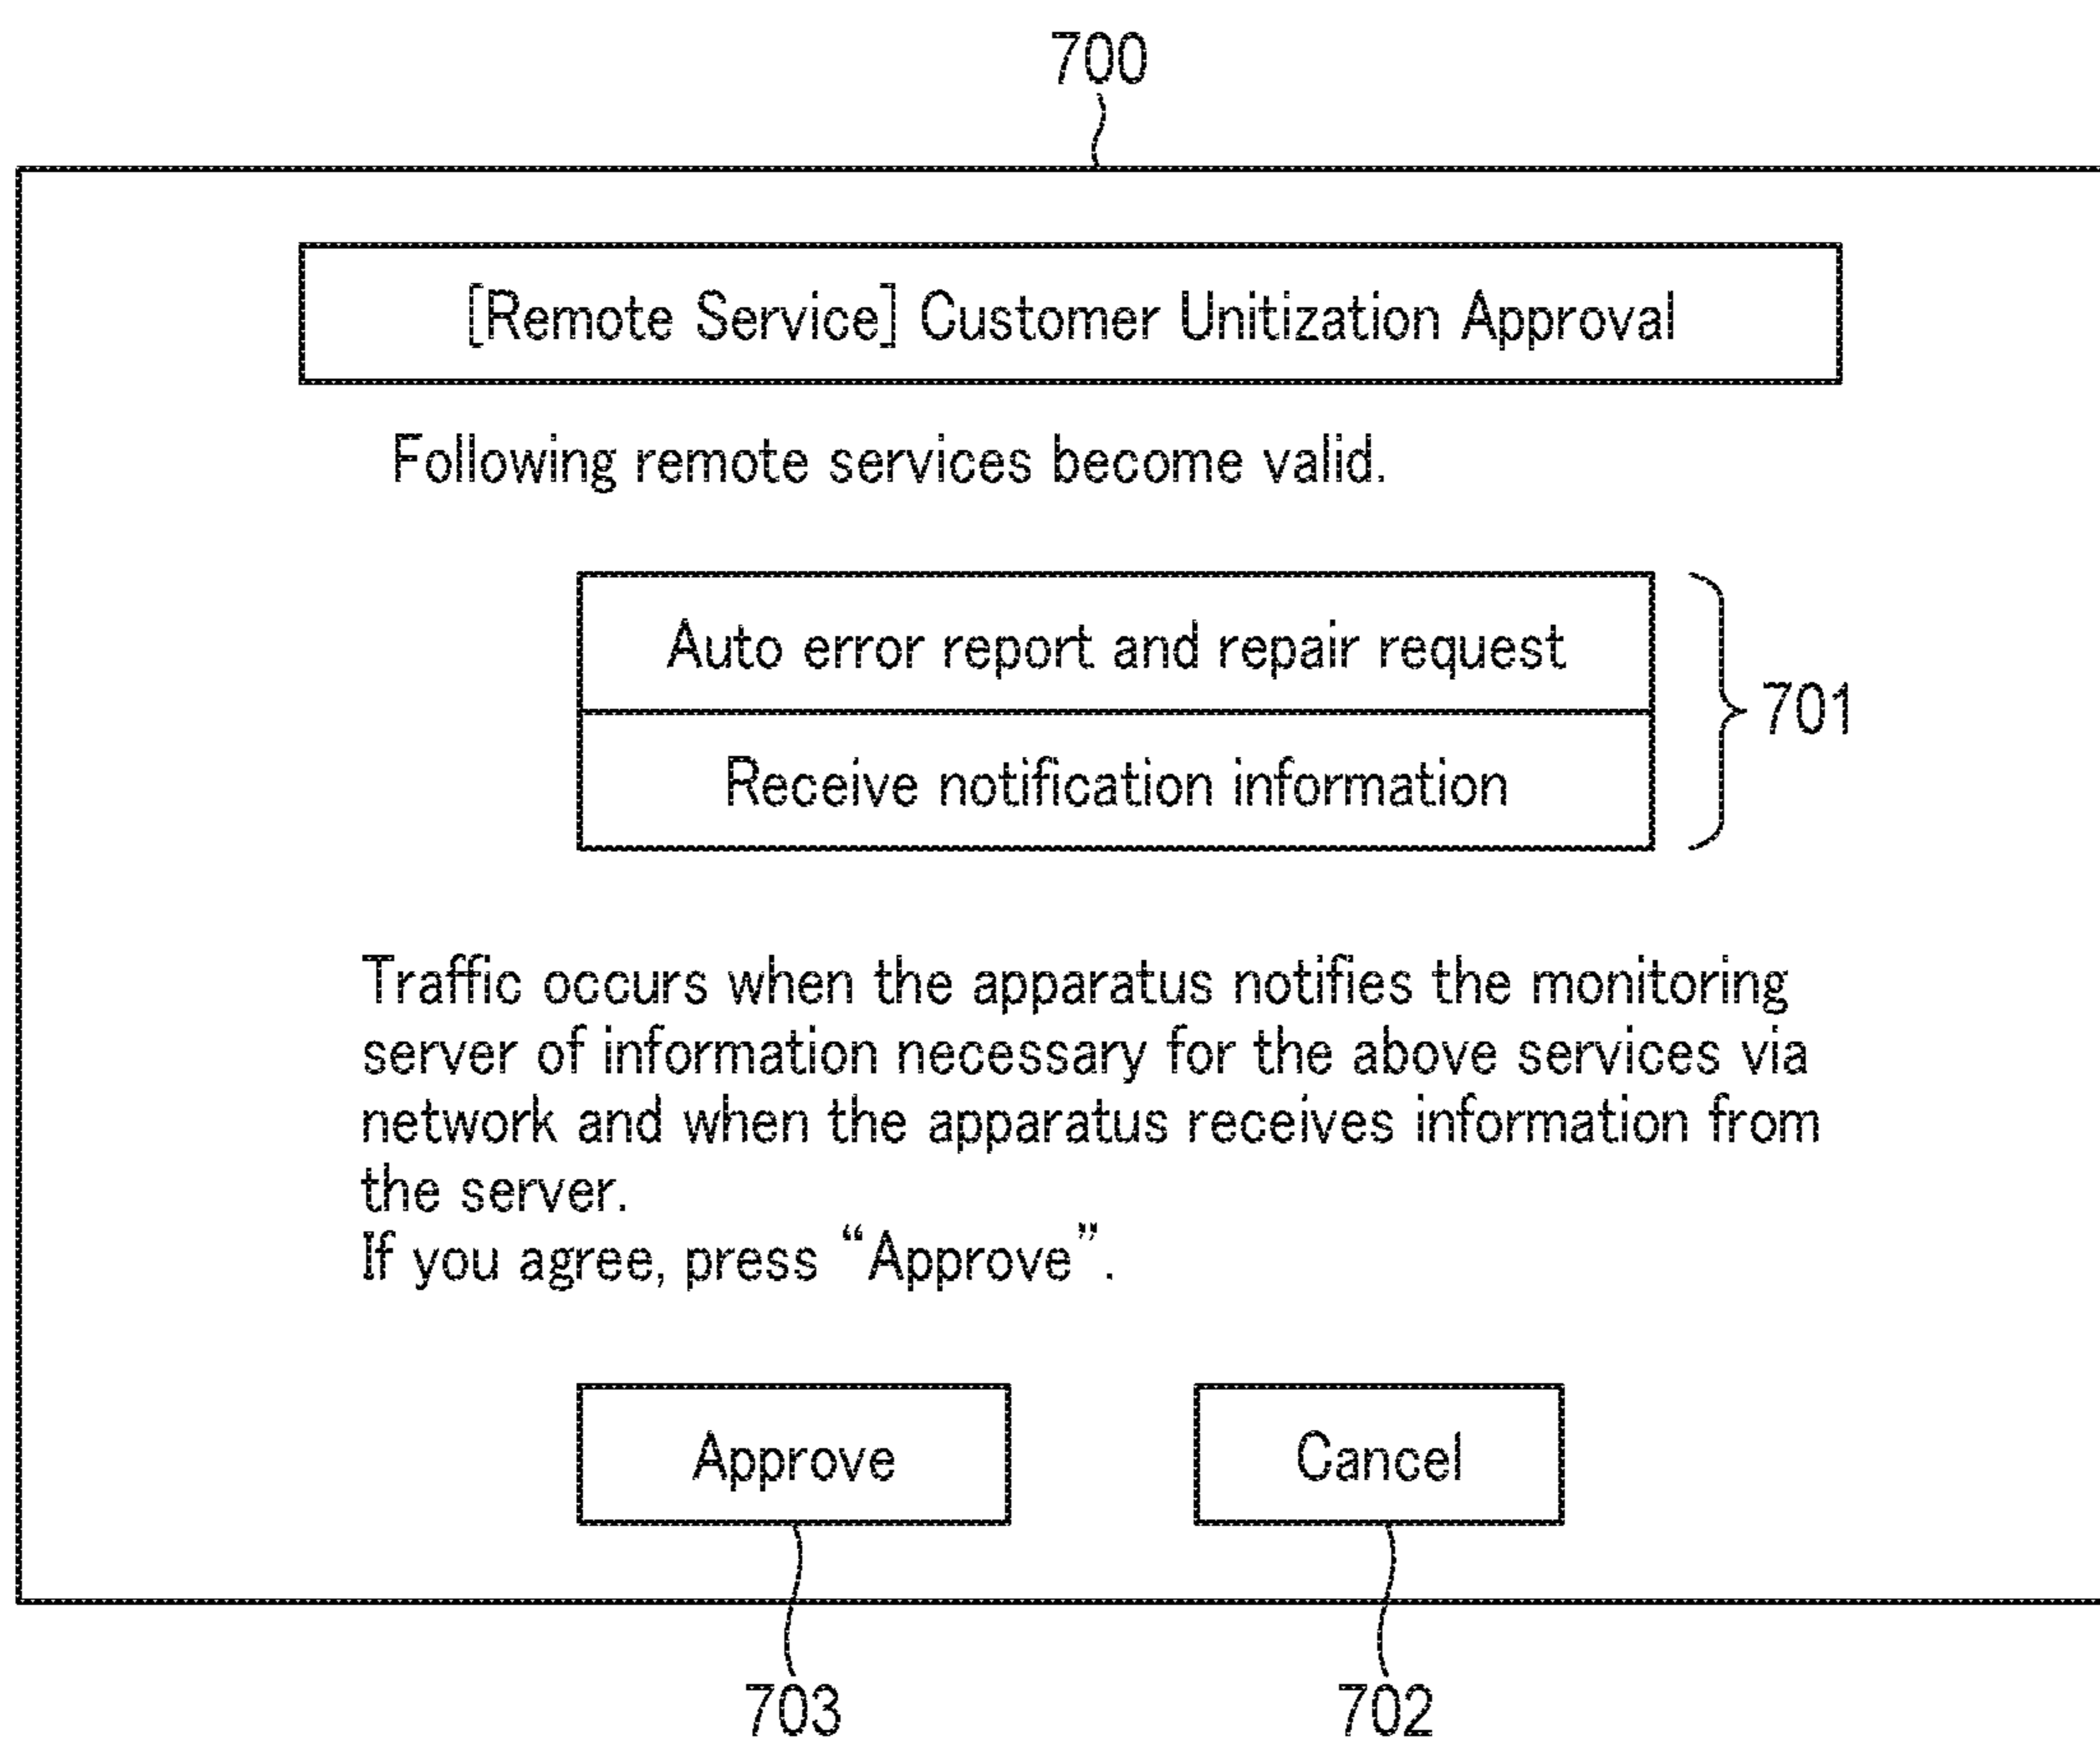 700
[Remote Service] Customer Unitization Approval
Following remote services become valid.
Auto error report and repair request
Receive notification information
701
Traffic occurs when the apparatus notifies the monitoring
server of information necessary for the above services via
network and when the apparatus receives information from
the server.
If you agree, press “Approve”.
Approve
Cancel
703
702